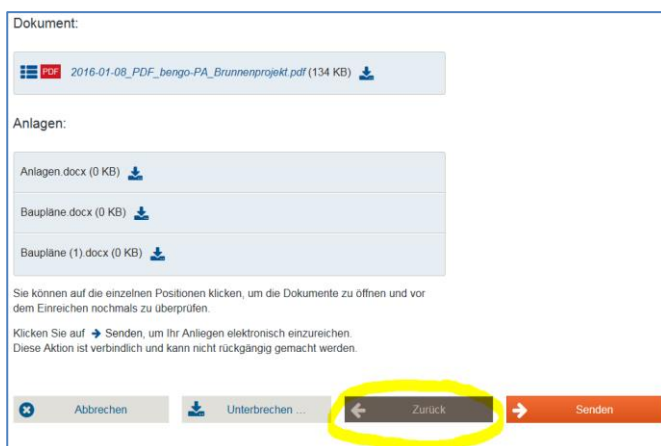 Dokument:
PDF 2016-01-08_PDF_bengo-PA_Brunnenprojekt.pdf (134 KB)
Anlagen:
Anlagen.docx (0 KB)
Baupläne.docx (0 KB)
Baupläne (1).docx (0 KB)
Sie können auf die einzelnen Positionen klicken, um die Dokumente zu öffnen und vor
dem Einreichen nochmals zu überprüfen.
Klicken Sie auf Senden, um Ihr Anliegen elektronisch einzureichen.
Diese Aktion ist verbindlich und kann nicht rückgängig gemacht werden.
Abbrechen Unterbrechen ... Zurück Senden